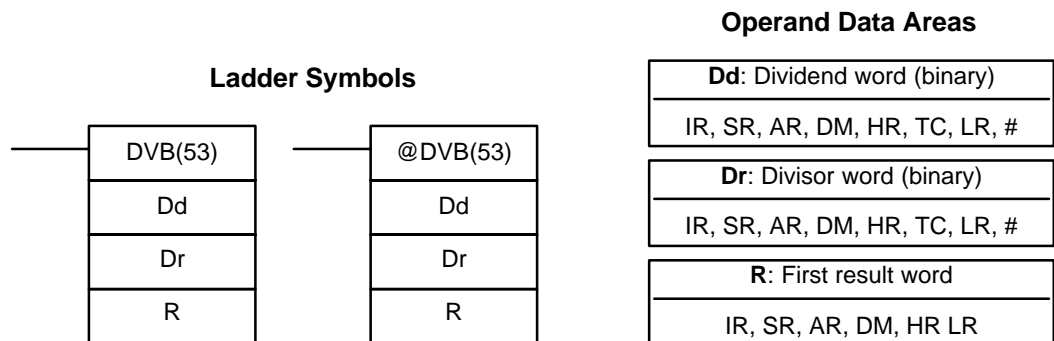 Ladder Symbols
DVB(53)
Dd
Dr
R
@DVB(53)
Dd
Dr
R
Operand Data Areas
Dd: Dividend word (binary)
IR, SR, AR, DM, HR, TC, LR, #
Dr: Divisor word (binary)
IR, SR, AR, DM, HR, TC, LR, #
R: First result word
IR, SR, AR, DM, HR LR